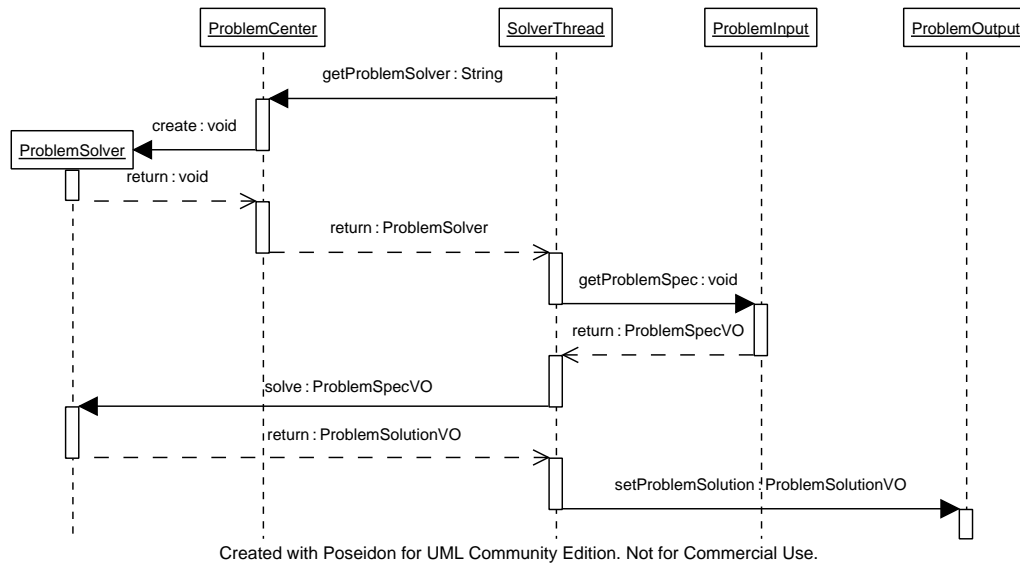 ProblemCenter
SolverThread
ProblemInput
ProblemOutput
getProblemSolver : String
create : void
ProblemSolver
return : void
return : ProblemSolver
getProblemSpec : void
return : ProblemSpecVO
solve : ProblemSpecVO
return : ProblemSolutionVO
setProblemSolution : ProblemSolutionVO
Created with Poseidon for UML Community Edition. Not for Commercial Use.